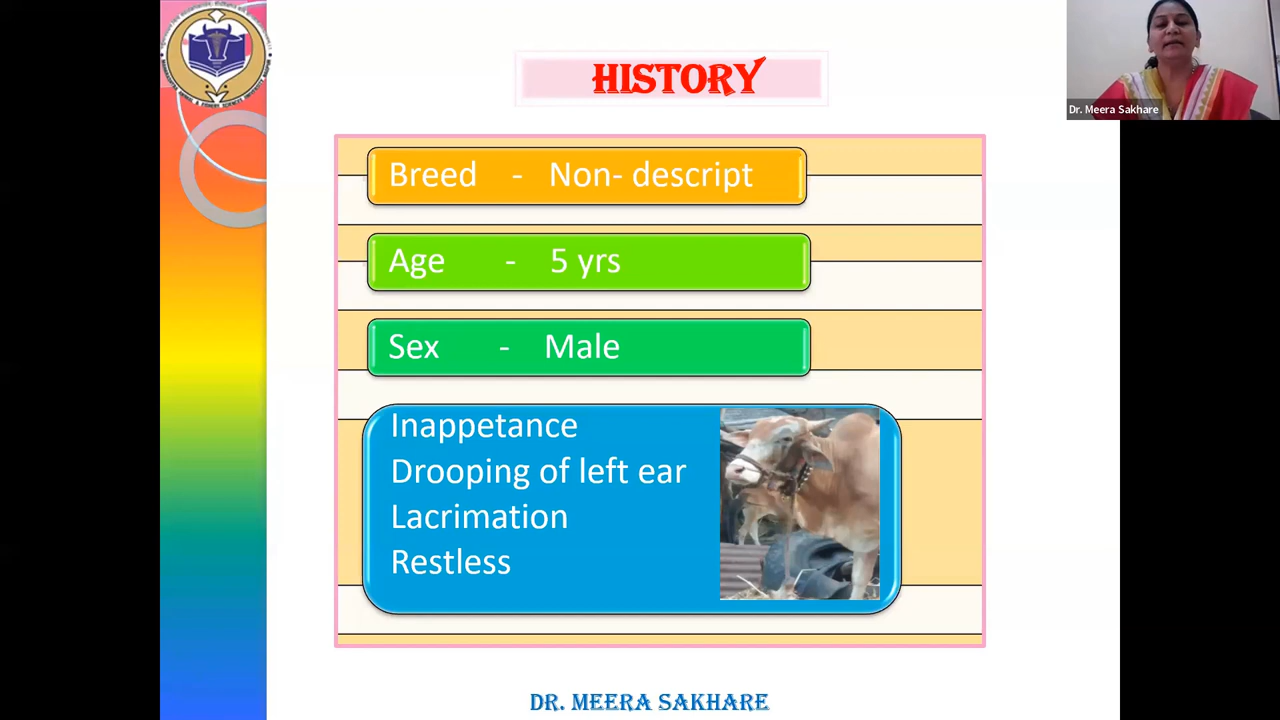 HISTORY
Dr. Meera Sakhare
Breed - Non- descript
Age - 5 yrs
Sex - Male
Inappetance
Drooping of left ear
Lacrimation
Restless
DR. MEERA SAKHARE